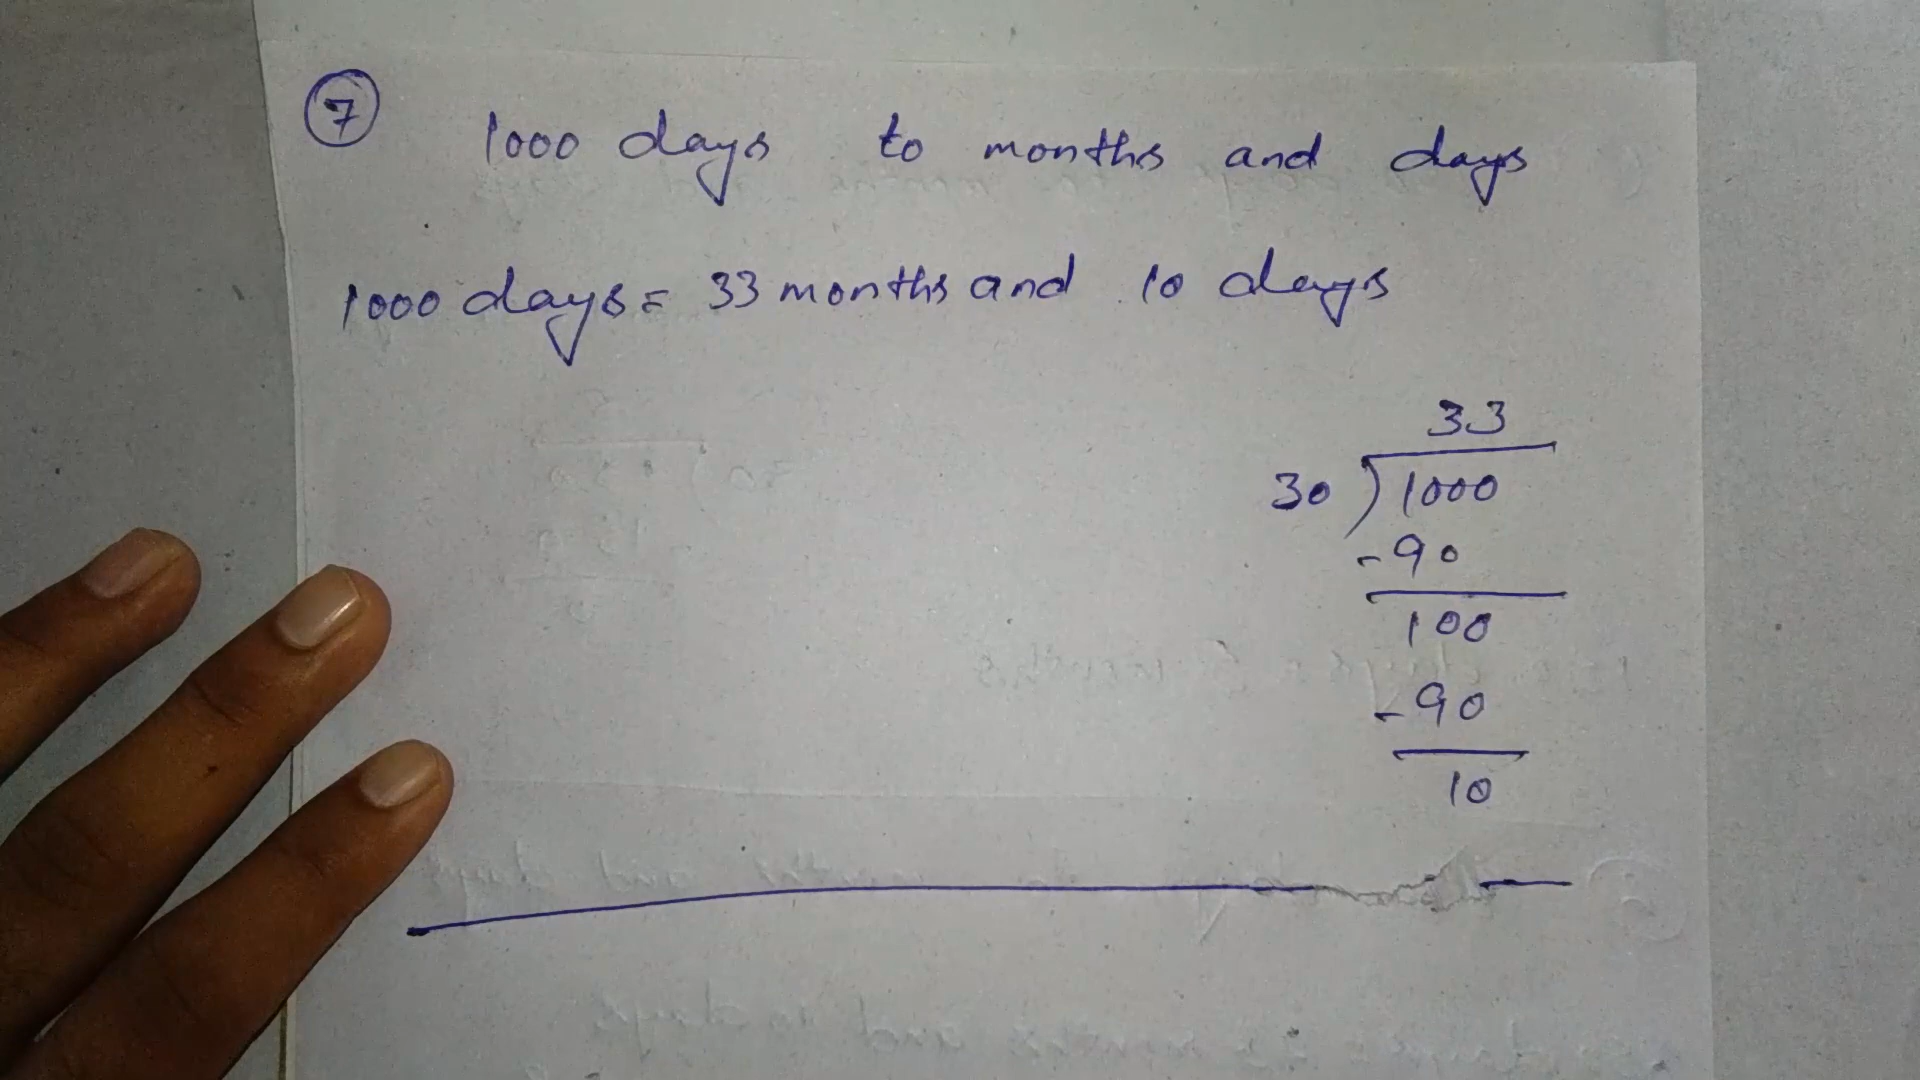 7 1000 days to months and days
1000 days = 33 months and 10 days
33
30 ) 1000
- 90
100
- 90
10